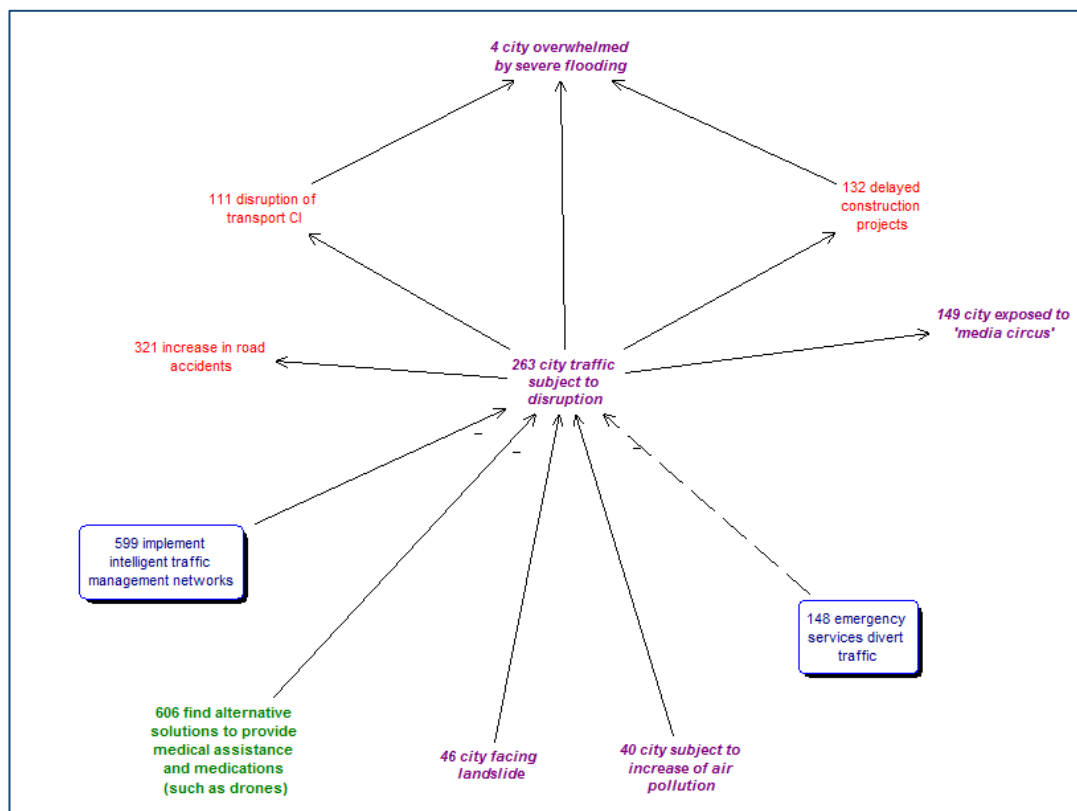 4 city overwhelmed
by severe flooding
111 disruption of
transport CI
132 delayed
construction
projects
149 city exposed to
'media circus'
321 increase in road
accidents
263 city traffic
subject to
disruption
-
-
-
599 implement
intelligent traffic
management networks
148 emergency
services divert
traffic
606 find alternative
solutions to provide
medical assistance
and medications
(such as drones)
46 city facing
landslide
40 city subject to
increase of air
pollution